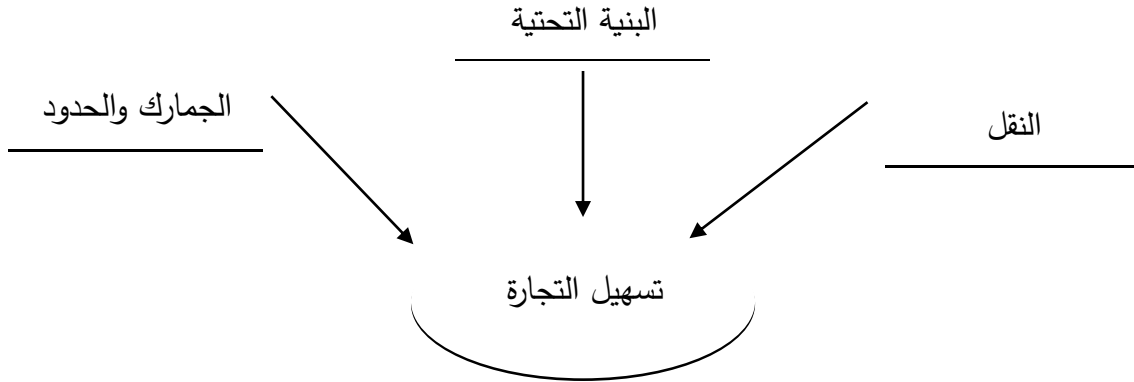 البنية التحتية
النقل
الجمارك والحدود
تسهيل التجارة